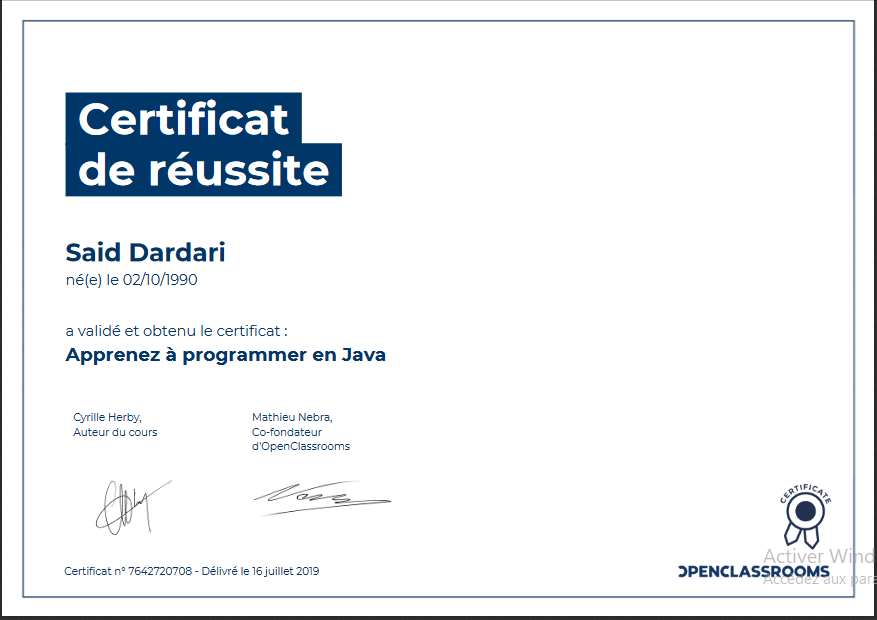 Certificat
de réussite
Said Dardari
né(e) le 02/10/1990
a validé et obtenu le certificat :
Apprenez à programmer en Java
Cyrille Herby,
Auteur du cours
Mathieu Nebra,
Co-fondateur
d'OpenClassrooms
CERTIFICATE
Activer Wind
OPENCLASSROOMS
Accédez aux para
Certificat n° 7642720708 - Délivré le 16 juillet 2019